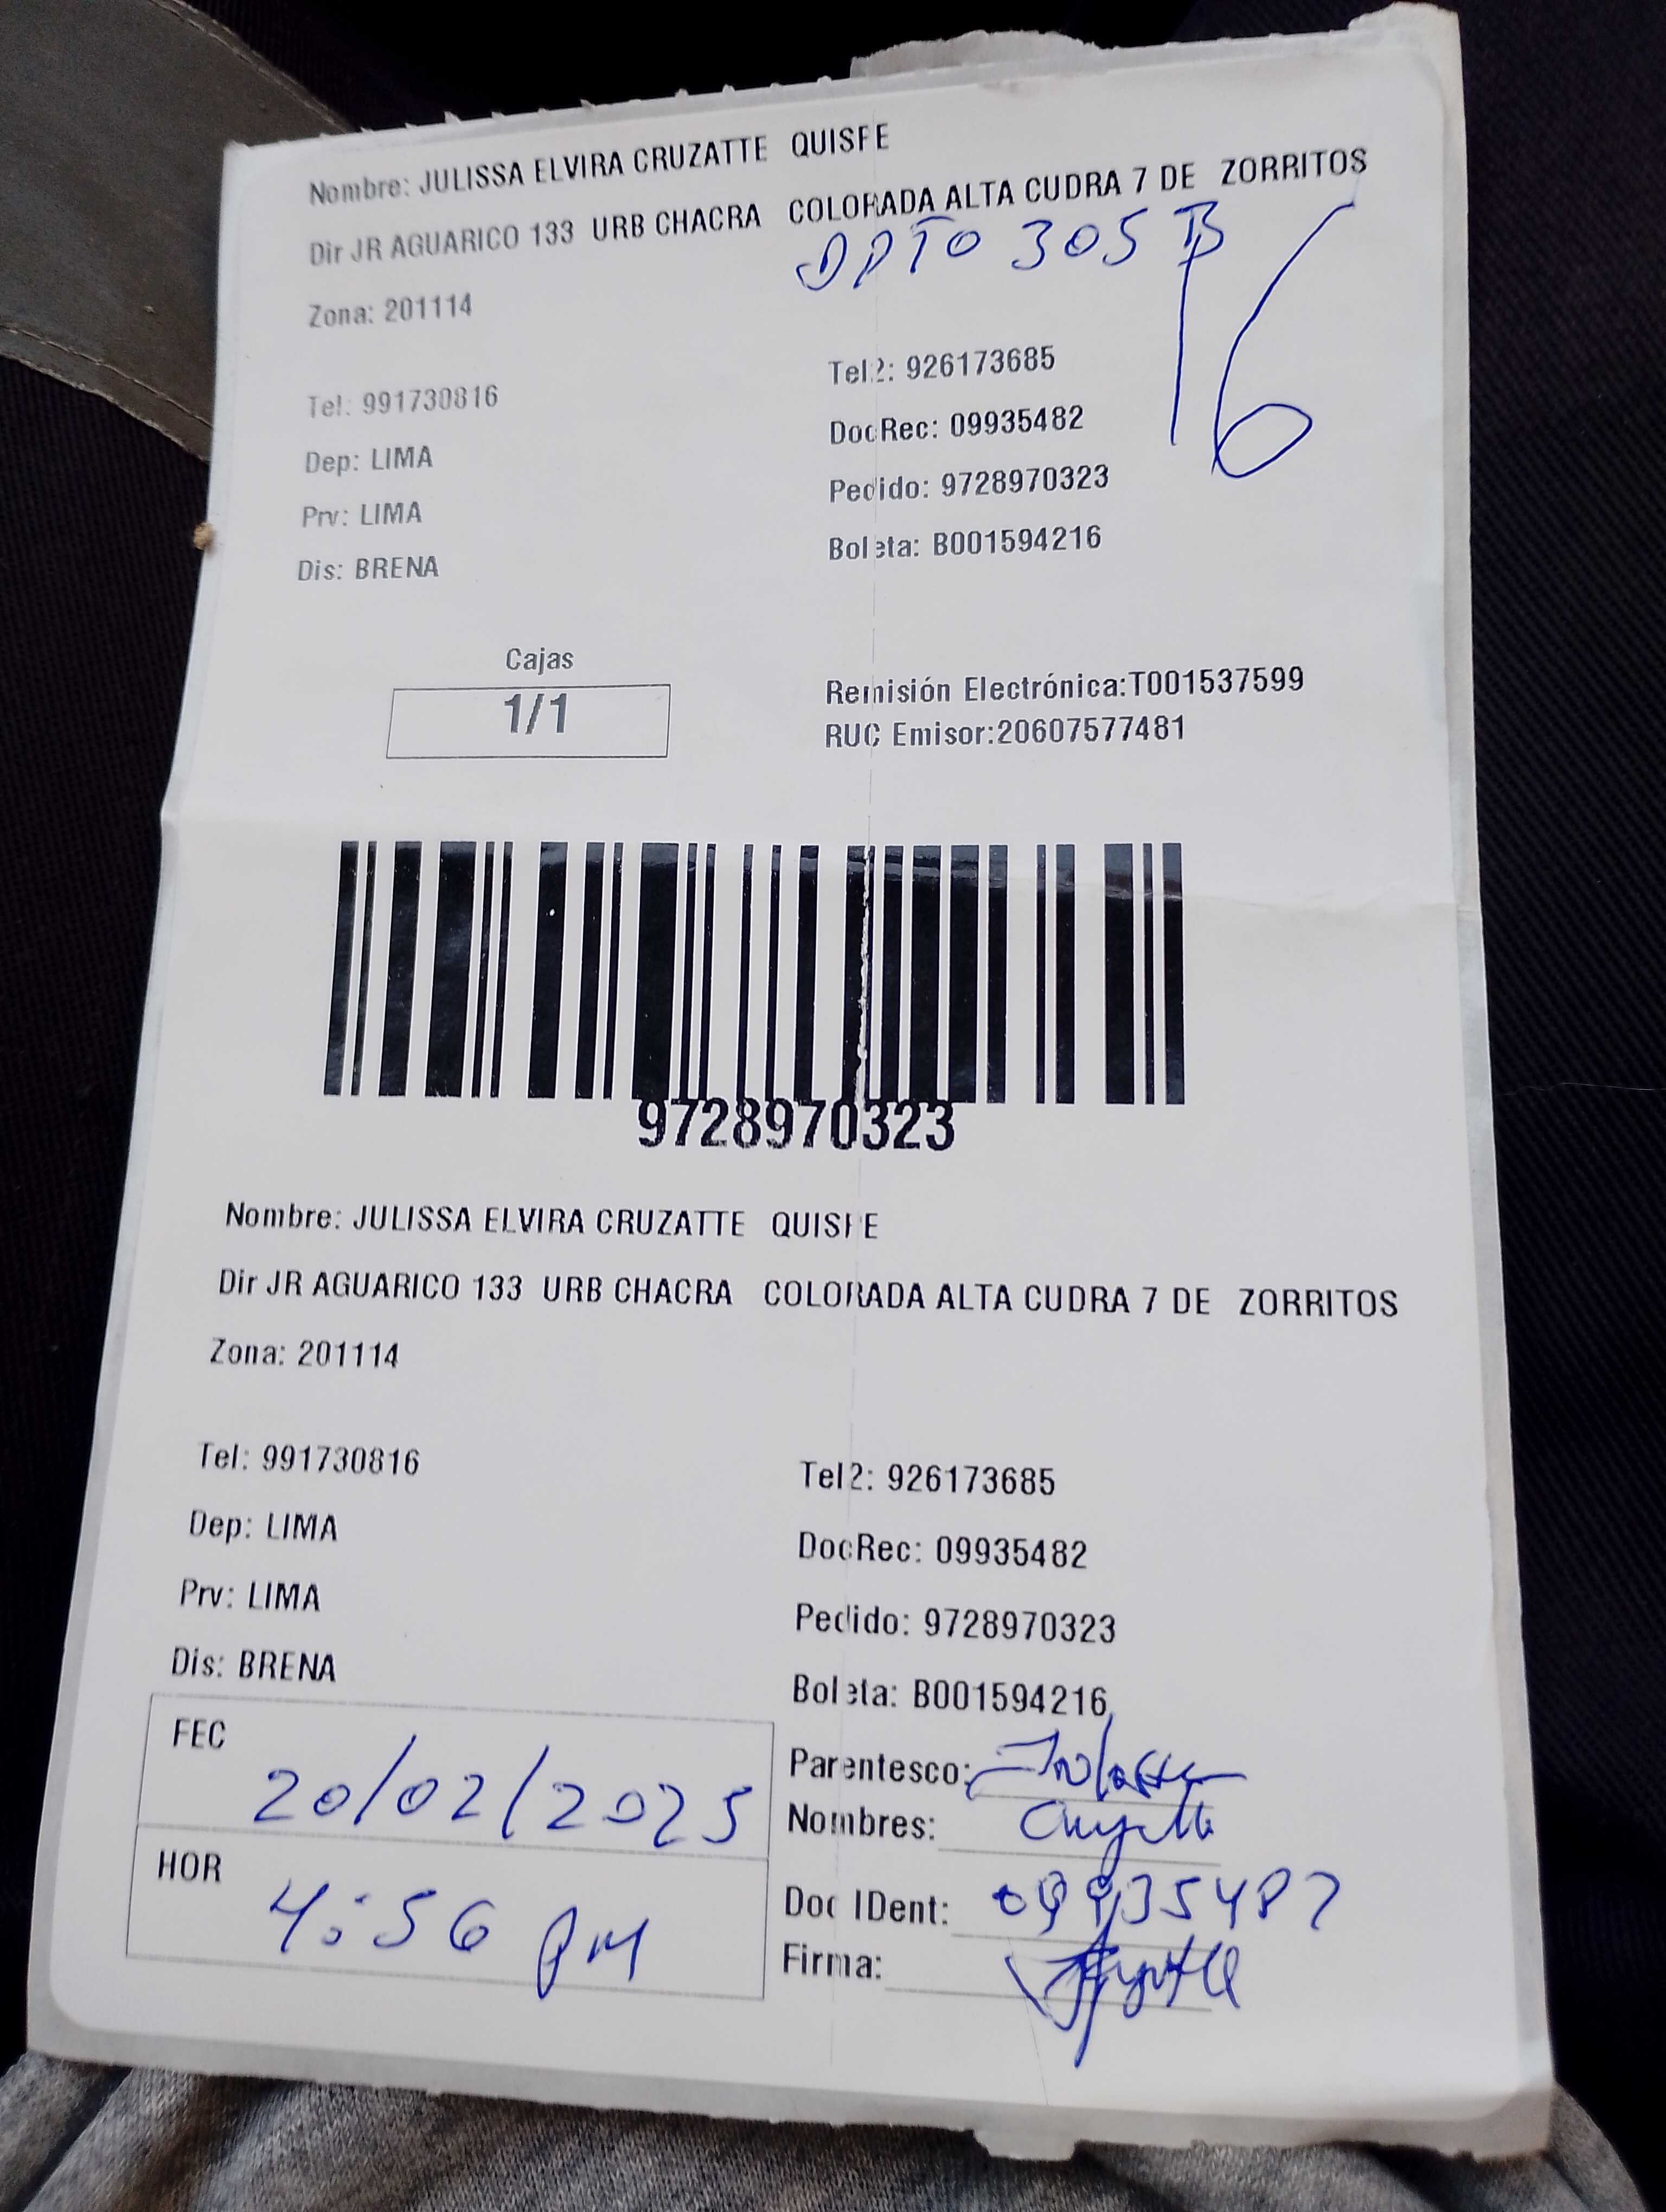 Nombre: JULISSA ELVIRA CRUZATTE QUISPE
Dir JR AGUARICO 133 URB CHACRA COLORADA ALTA CUDRA 7 DE ZORRITOS
DPTO 305 B
16
Zona: 201114
Tel: 991730816 Tel2: 926173685
Dep: LIMA DocRec: 09935482
Prv: LIMA Pedido: 9728970323
Dis: BRENA Boleta: B001594216
Cajas
1/1
Remisión Electrónica:T001537599
RUC Emisor:20607577481
9728970323
Nombre: JULISSA ELVIRA CRUZATTE QUISPE
Dir JR AGUARICO 133 URB CHACRA COLORADA ALTA CUDRA 7 DE ZORRITOS
Zona: 201114
Tel: 991730816 Tel2: 926173685
Dep: LIMA DocRec: 09935482
Prv: LIMA Pedido: 9728970323
Dis: BRENA Boleta: B001594216
FEC 20/02/2025
HOR 4:56 PM
Parentesco:
Nombres:
Doc IDent: 09935482
Firma: